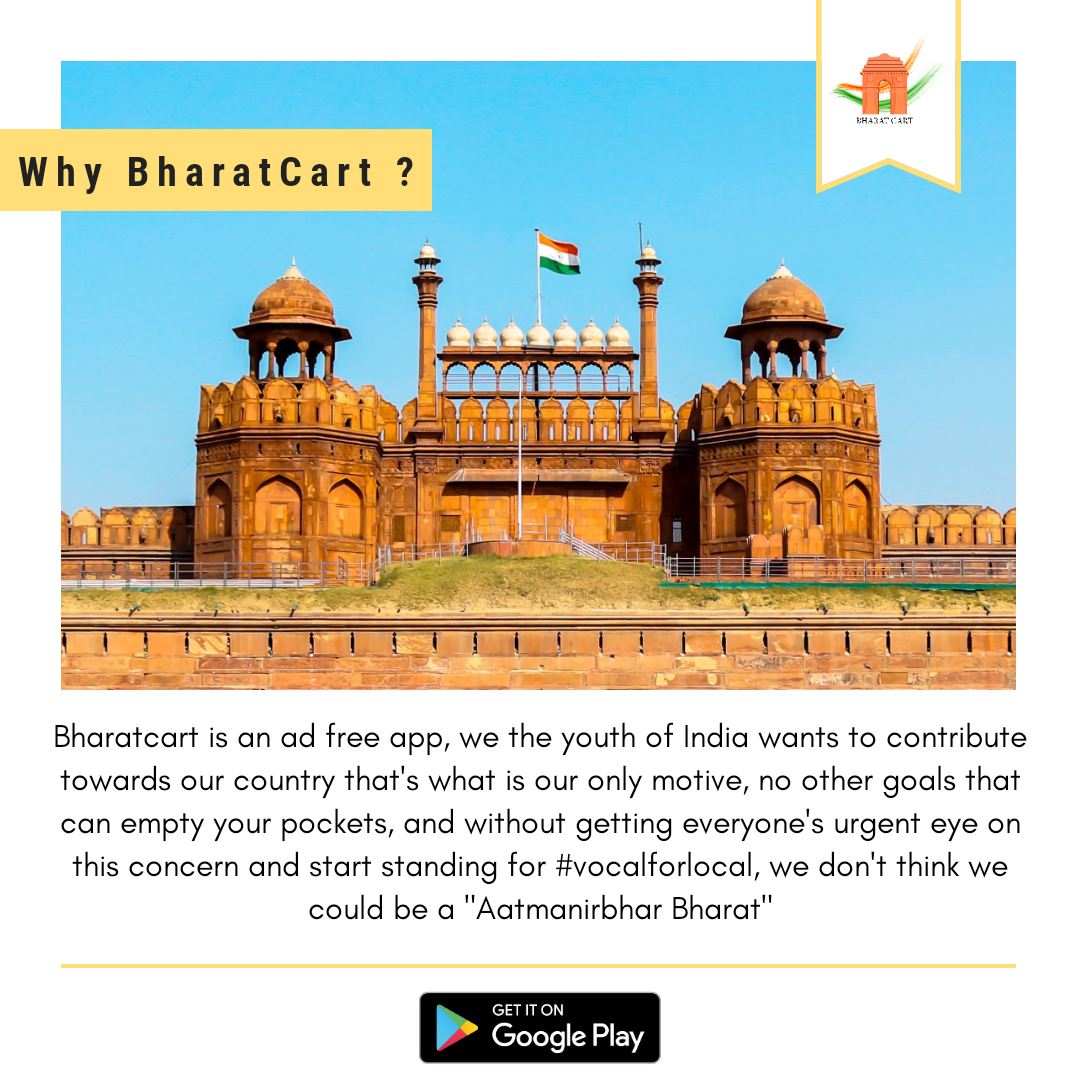 BHARAT CART
Why BharatCart ?
Bharatcart is an ad free app, we the youth of India wants to contribute
towards our country that's what is our only motive, no other goals that
can empty your pockets, and without getting everyone's urgent eye on
this concern and start standing for #vocalforlocal, we don't think we
could be a "Aatmanirbhar Bharat"
GET IT ON
Google Play